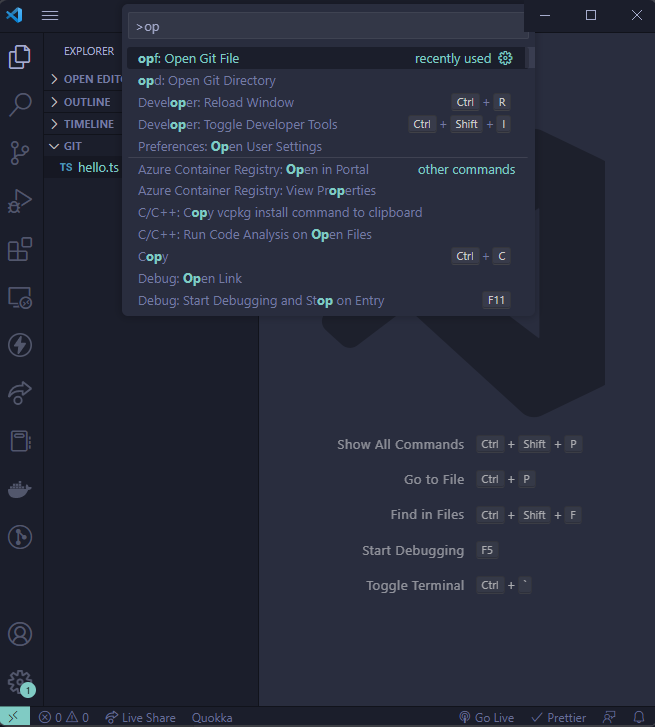 >op
opf: Open Git File recently used
opd: Open Git Directory
Developer: Reload Window Ctrl + R
Developer: Toggle Developer Tools Ctrl + Shift + I
Preferences: Open User Settings
Azure Container Registry: Open in Portal other commands
Azure Container Registry: View Properties
C/C++: Copy vcpkg install command to clipboard
C/C++: Run Code Analysis on Open Files
Copy Ctrl + C
Debug: Open Link
Debug: Start Debugging and Stop on Entry F11
EXPLORER
OPEN EDITO
OUTLINE
TIMELINE
GIT
TS hello.ts
Show All Commands Ctrl + Shift + P
Go to File Ctrl + P
Find in Files Ctrl + Shift + F
Start Debugging F5
Toggle Terminal Ctrl + `
1
0 0 Live Share Quokka Go Live Prettier